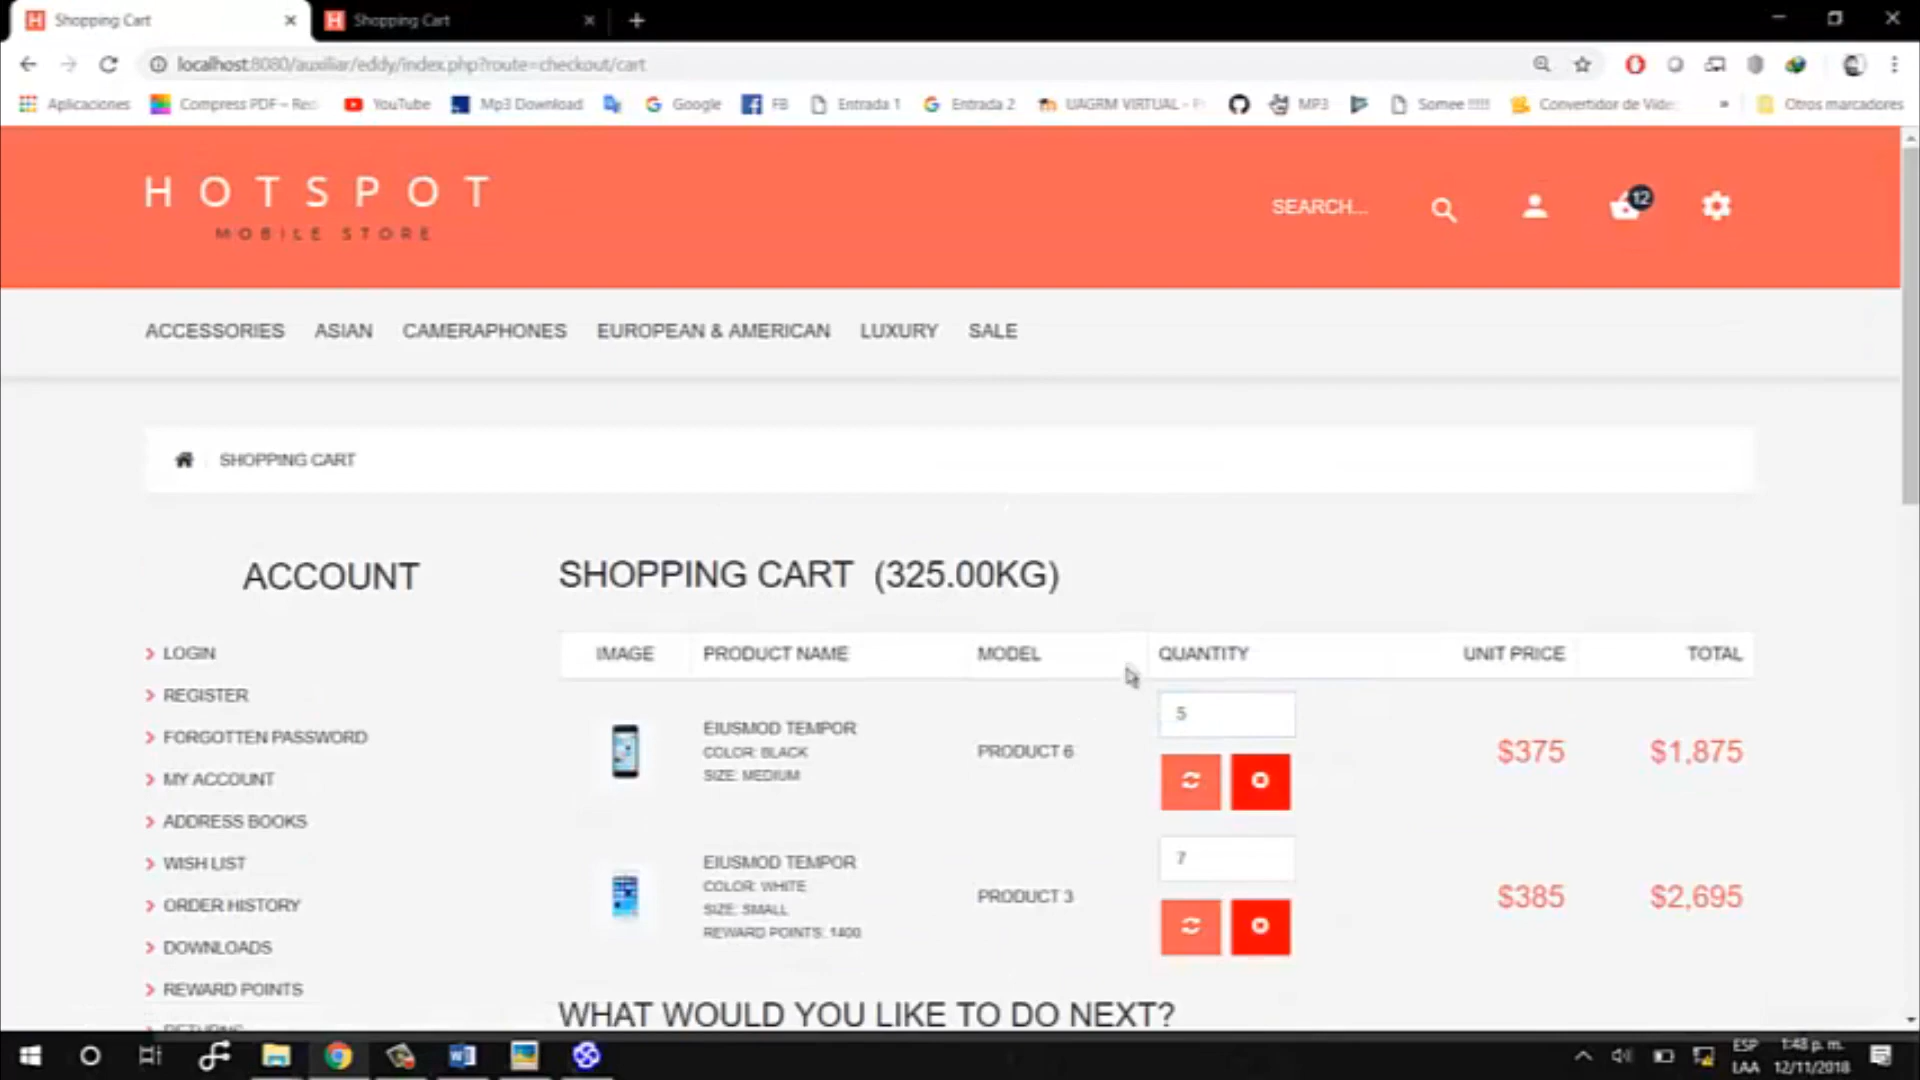 Shopping Cart
Shopping Cart
localhost:8080/auxiliar/eddy/index.php?route=checkout/cart
Aplicaciones
Compress PDF – Re
YouTube
Mp3 Download
Google
FB
Entrada 1
Entrada 2
UAGRM VIRTUAL -
MP3
Somee !!!!!
Convertidor de Vide
Otros marcadores
HOTSPOT
MOBILE STORE
SEARCH...
12
ACCESSORIES ASIAN CAMERAPHONES EUROPEAN & AMERICAN LUXURY SALE
SHOPPING CART
ACCOUNT
LOGIN
REGISTER
FORGOTTEN PASSWORD
MY ACCOUNT
ADDRESS BOOKS
WISH LIST
ORDER HISTORY
DOWNLOADS
REWARD POINTS
RETURNS
SHOPPING CART (325.00KG)
IMAGE PRODUCT NAME MODEL QUANTITY UNIT PRICE TOTAL
EIUSMOD TEMPOR
COLOR: BLACK
SIZE: MEDIUM
PRODUCT 6
5
$375
$1,875
EIUSMOD TEMPOR
COLOR: WHITE
SIZE: SMALL
REWARD POINTS: 1400
PRODUCT 3
7
$385
$2,695
WHAT WOULD YOU LIKE TO DO NEXT?
ESP
LAA
1:48 p. m.
12/11/2018